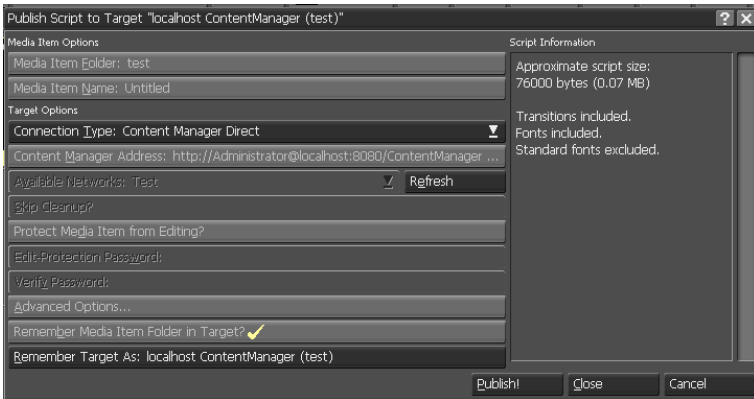 Publish Script to Target "localhost ContentManager (test)"
Media Item Options
Media Item Folder: test
Media Item Name: Untitled
Target Options
Connection Type: Content Manager Direct
Content Manager Address: http://Administrator@localhost:8080/ContentManager ...
Available Networks: Test
Refresh
Skip Cleanup?
Protect Media Item from Editing?
Edit-Protection Password:
Verify Password:
Advanced Options...
Remember Media Item Folder in Target?
Remember Target As: localhost ContentManager (test)
Script Information
Approximate script size:
76000 bytes (0.07 MB)
Transitions included.
Fonts included.
Standard fonts excluded.
Publish!
Close
Cancel